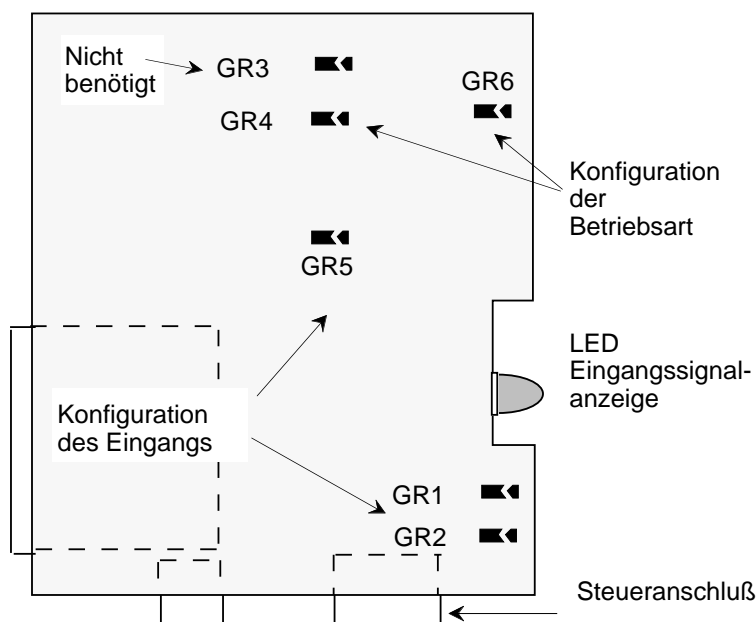 Nicht
benötigt
GR3
GR6
GR4
Konfiguration
der
Betriebsart
GR5
LED
Eingangssignal-
anzeige
Konfiguration
des Eingangs
GR1
GR2
Steueranschluß